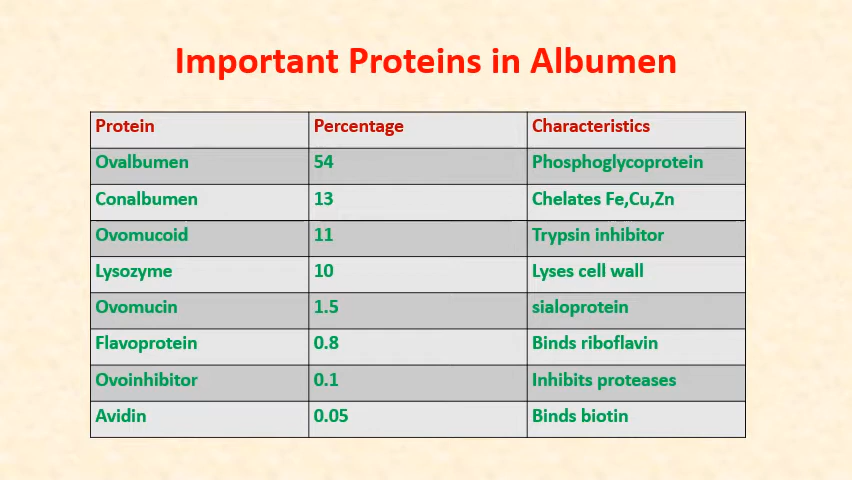 Important Proteins in Albumen
Protein Percentage Characteristics
Ovalbumen 54 Phosphoglycoprotein
Conalbumen 13 Chelates Fe,Cu,Zn
Ovomucoid 11 Trypsin inhibitor
Lysozyme 10 Lyses cell wall
Ovomucin 1.5 sialoprotein
Flavoprotein 0.8 Binds riboflavin
Ovoinhibitor 0.1 Inhibits proteases
Avidin 0.05 Binds biotin